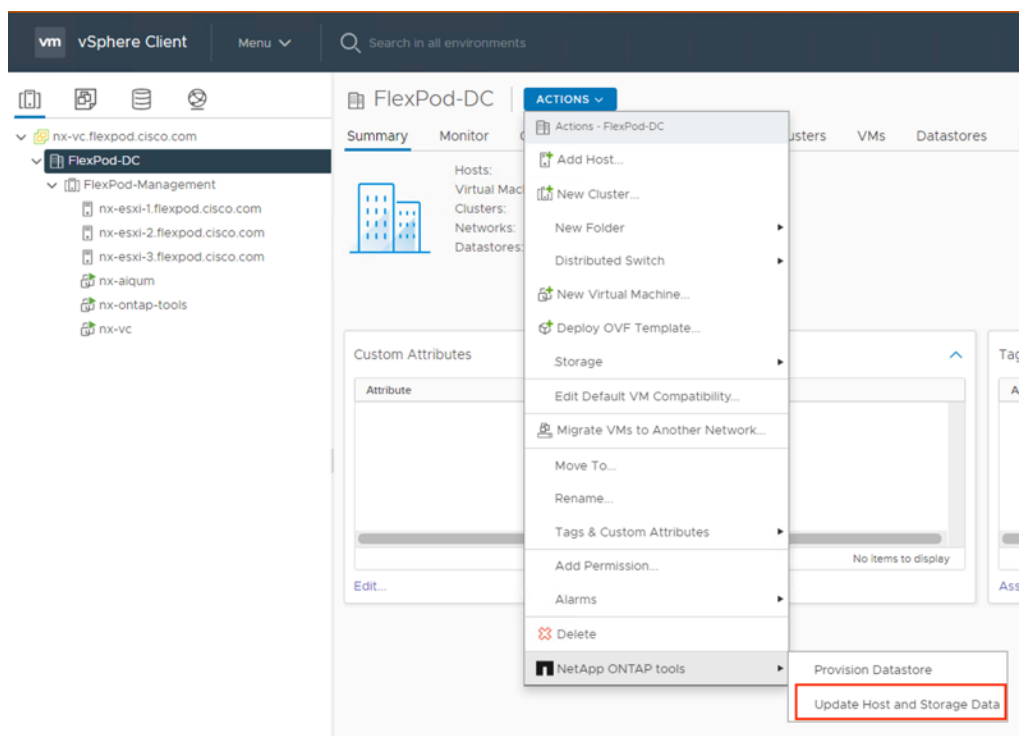 vm vSphere Client Menu Search in all environments
nx-vc.flexpod.cisco.com
FlexPod-DC
FlexPod-Management
nx-esxi-1.flexpod.cisco.com
nx-esxi-2.flexpod.cisco.com
nx-esxi-3.flexpod.cisco.com
nx-aiqum
nx-ontap-tools
nx-vc
FlexPod-DC ACTIONS
Summary Monitor VMs Datastores
Hosts:
Clusters:
Networks:
Datastores:
Custom Attributes
Attribute
No items to display
Edit...
Actions - FlexPod-DC
Add Host...
New Cluster...
New Folder
Distributed Switch
New Virtual Machine...
Deploy OVF Template...
Storage
Edit Default VM Compatibility...
Migrate VMs to Another Network...
Move To...
Rename...
Tags & Custom Attributes
Add Permission...
Alarms
Delete
NetApp ONTAP tools
Provision Datastore
Update Host and Storage Data